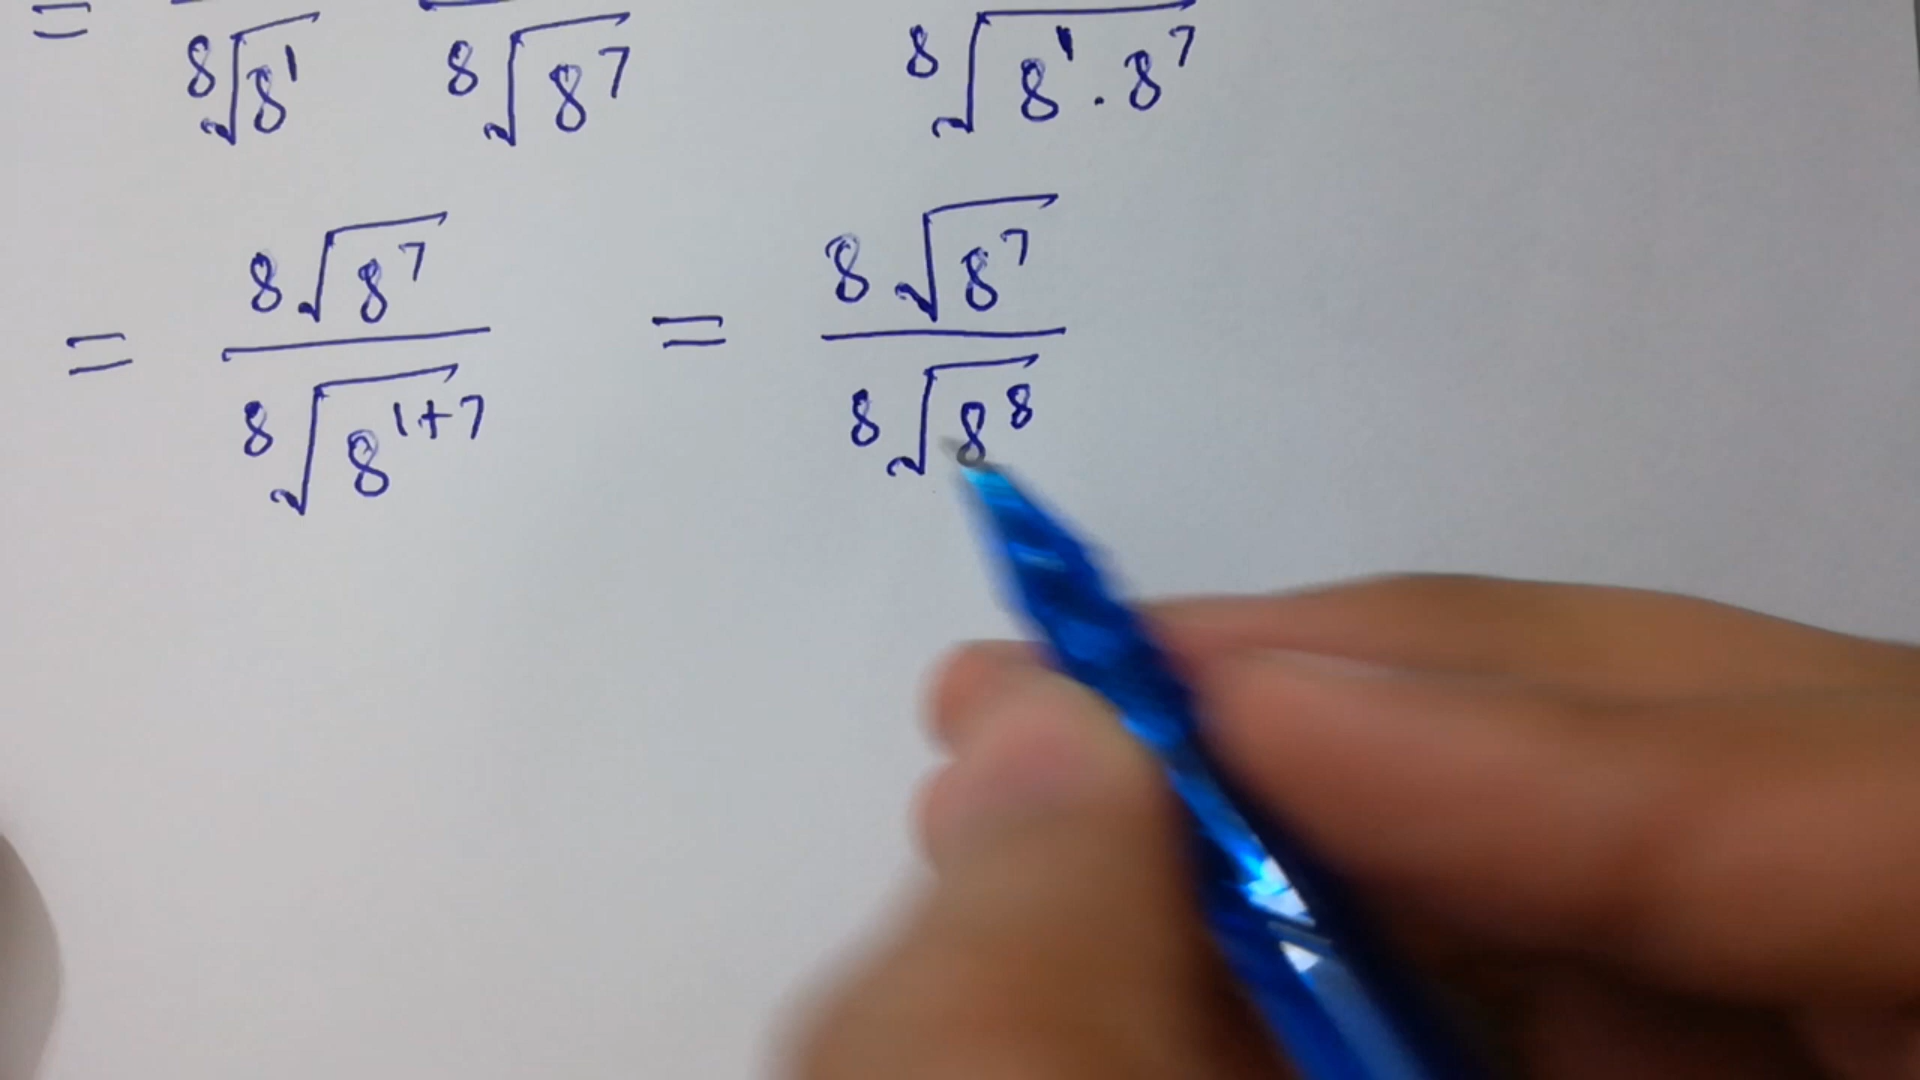 = ⁸√8¹ ⁸√8⁷ ⁸√8¹ . 8⁷
= 8√8⁷ / ⁸√8¹⁺⁷ = 8√8⁷ / ⁸√8⁸